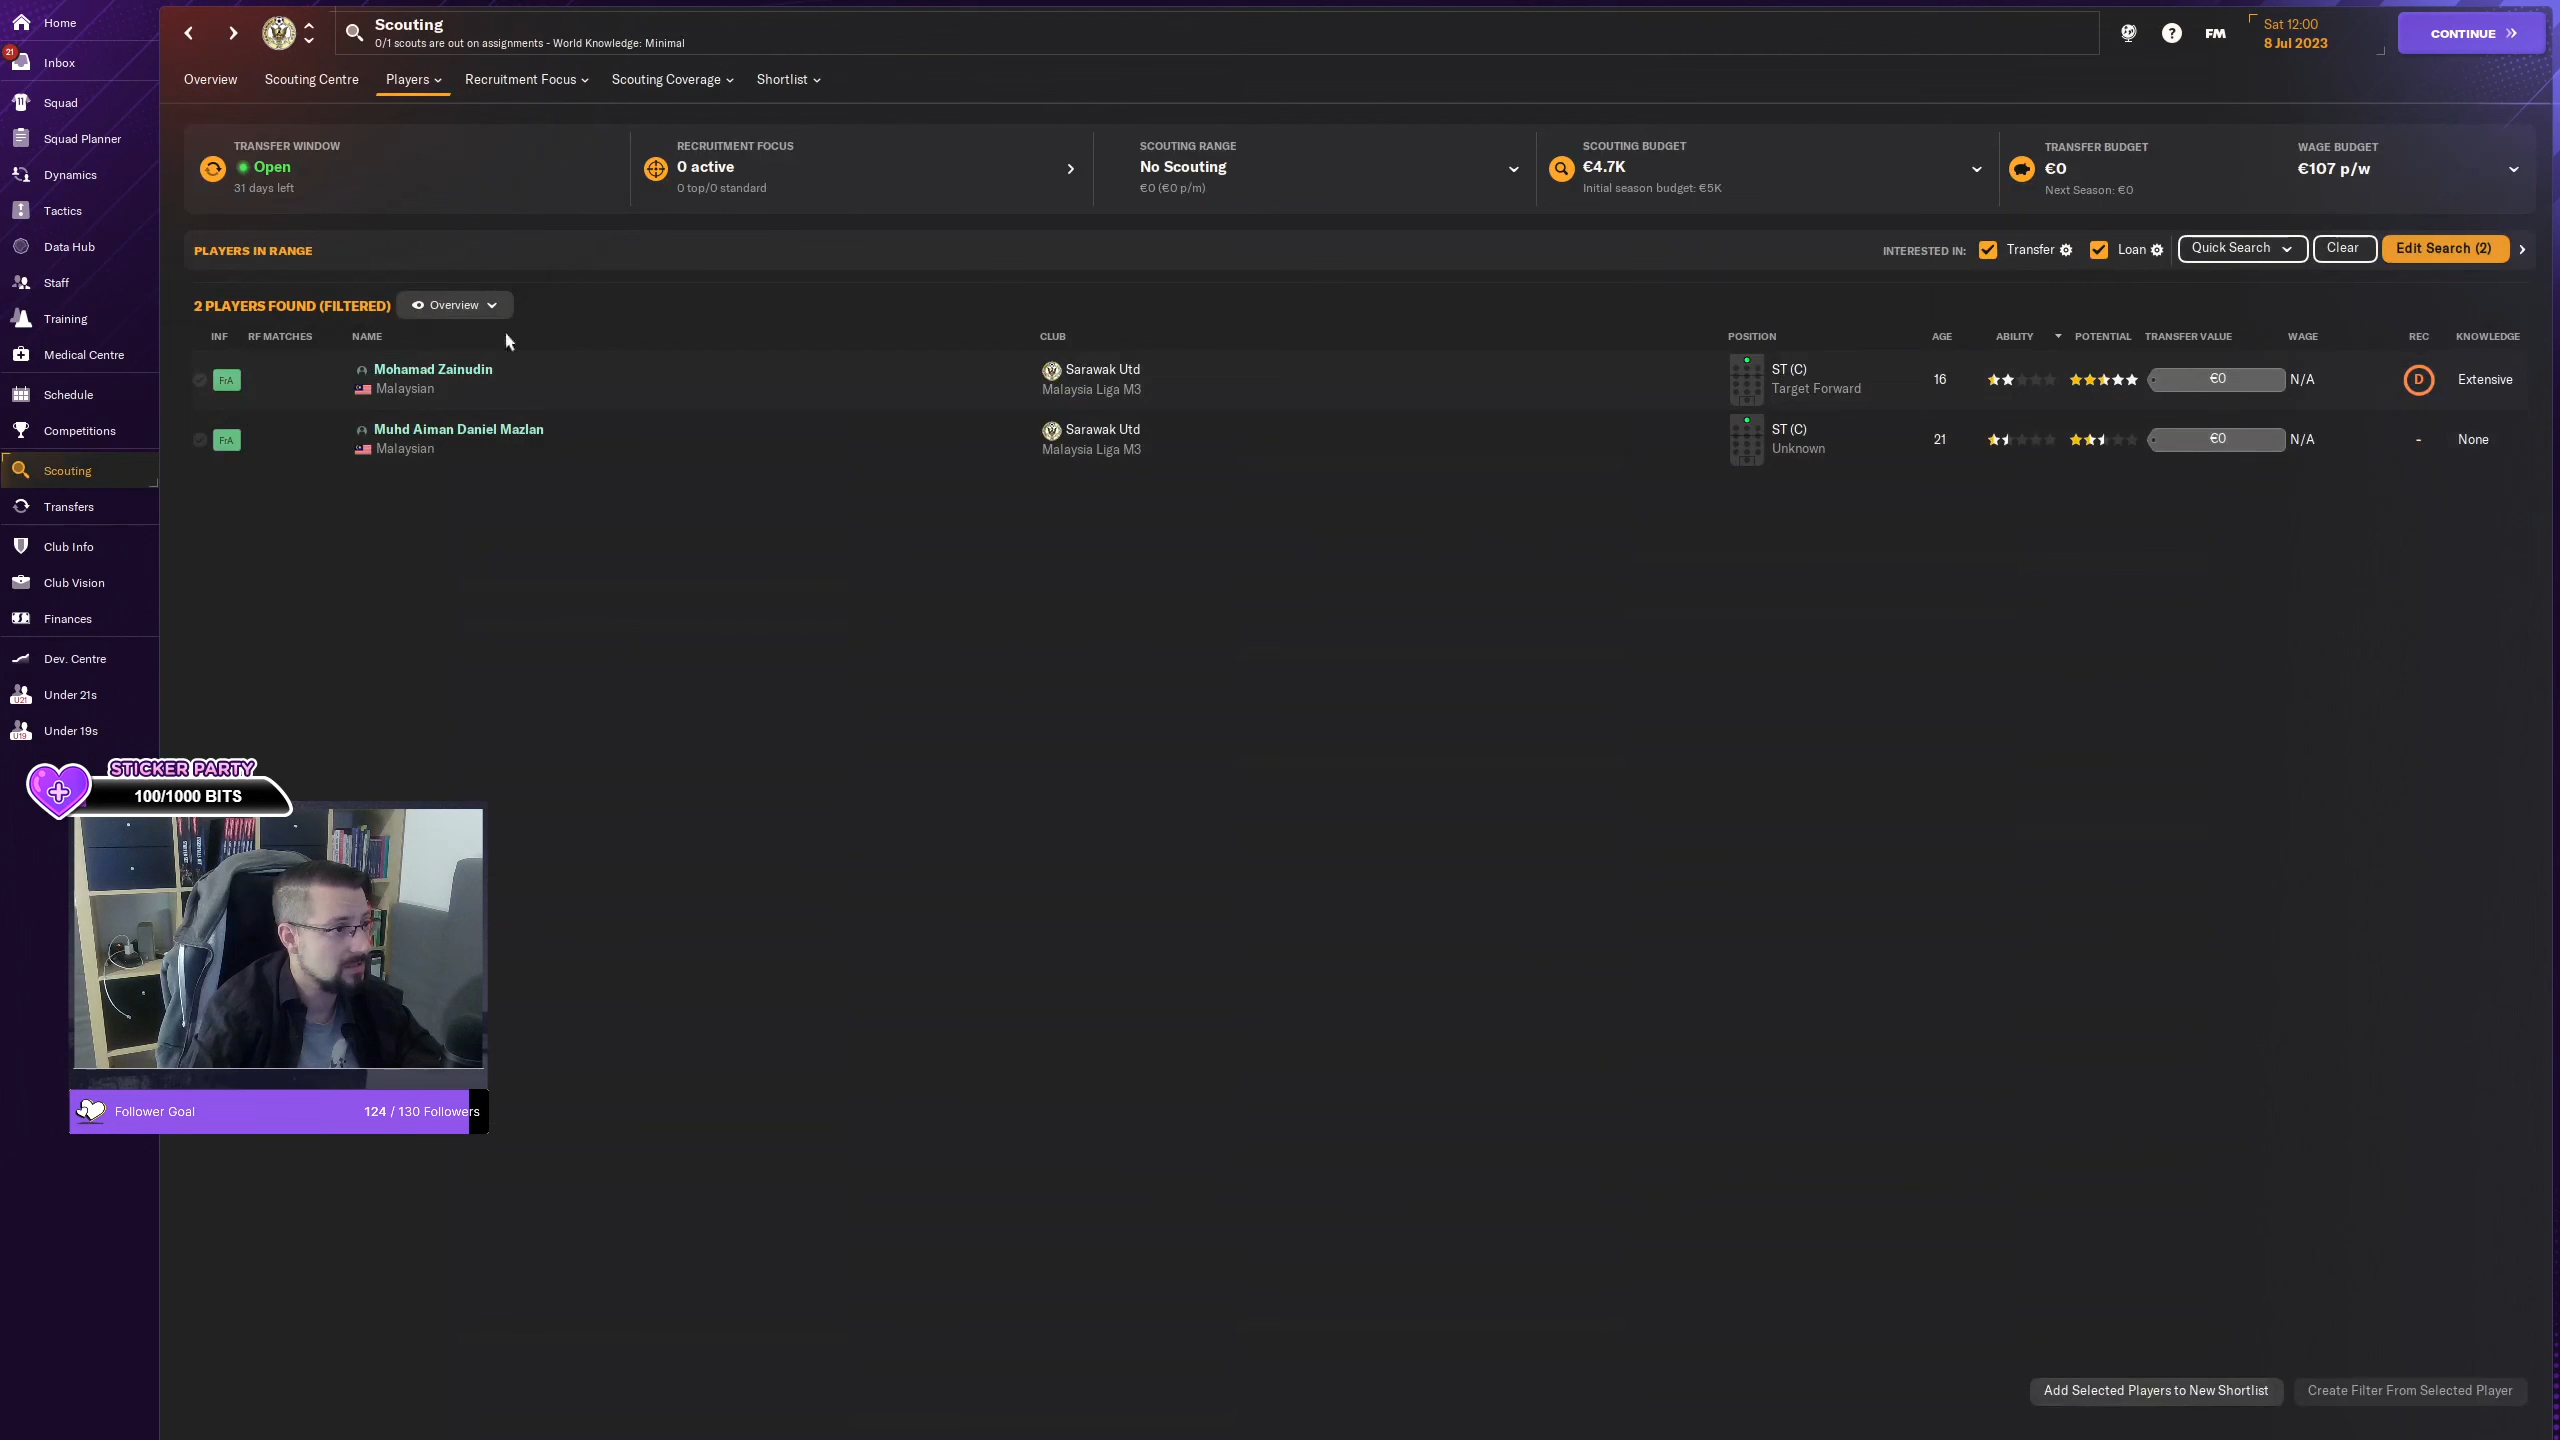 Home
21
Inbox
Squad
Squad Planner
Dynamics
Tactics
Data Hub
Staff
Training
Medical Centre
Schedule
Competitions
Scouting
Transfers
Club Info
Club Vision
Finances
Dev. Centre
U21
Under 21s
U19
Under 19s
Scouting
0/1 scouts are out on assignments - World Knowledge: Minimal
FM
Sat 12:00
8 Jul 2023
CONTINUE
Overview Scouting Centre Players Recruitment Focus Scouting Coverage Shortlist
TRANSFER WINDOW
Open
31 days left
RECRUITMENT FOCUS
0 active
0 top/0 standard
SCOUTING RANGE
No Scouting
€0 (€0 p/m)
SCOUTING BUDGET
€4.7K
Initial season budget: €5K
TRANSFER BUDGET
€0
Next Season: €0
WAGE BUDGET
€107 p/w
PLAYERS IN RANGE
INTERESTED IN: Transfer Loan Quick Search Clear Edit Search (2)
2 PLAYERS FOUND (FILTERED) Overview
INF RF MATCHES NAME CLUB POSITION AGE ABILITY POTENTIAL TRANSFER VALUE WAGE REC KNOWLEDGE
FrA Mohamad Zainudin Sarawak Utd ST (C) 16 €0 N/A D Extensive
Malaysian Malaysia Liga M3 Target Forward
FrA Muhd Aiman Daniel Mazlan Sarawak Utd ST (C) 21 €0 N/A - None
Malaysian Malaysia Liga M3 Unknown
STICKER PARTY
100/1000 BITS
Follower Goal 124 / 130 Followers
Add Selected Players to New Shortlist Create Filter From Selected Player